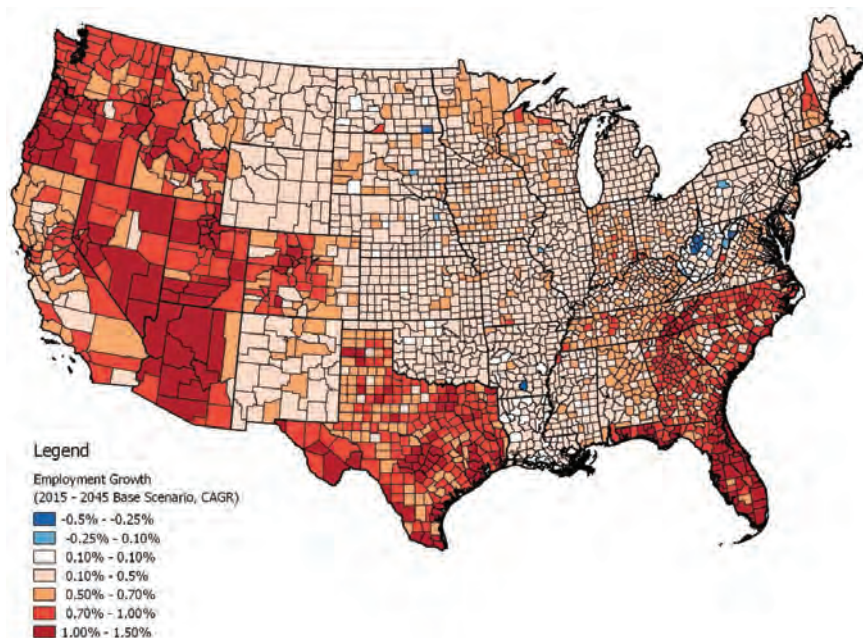 Legend
Employment Growth
(2015 - 2045 Base Scenario, CAGR)
-0.5% - -0.25%
-0.25% - 0.10%
0.10% - 0.10%
0.10% - 0.5%
0.50% - 0.70%
0.70% - 1.00%
1.00% - 1.50%